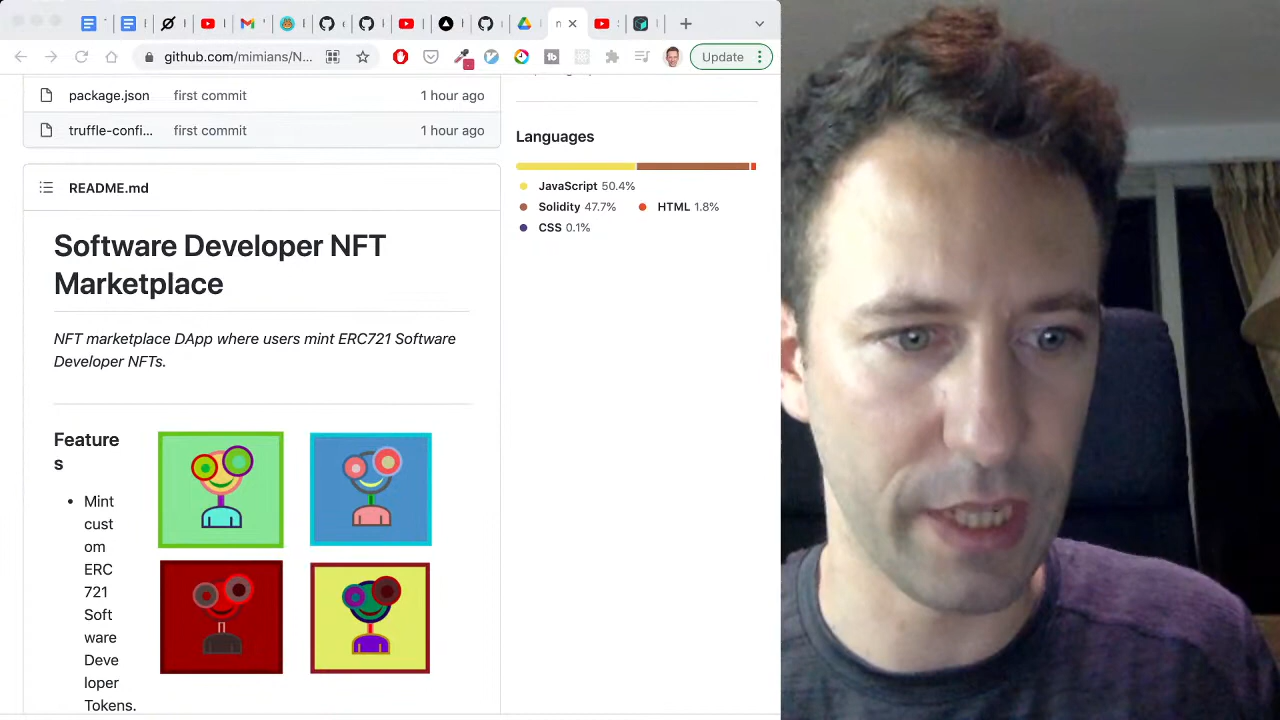 github.com/mimians/N...
Update
package.json first commit 1 hour ago
truffle-confi... first commit 1 hour ago
README.md
Software Developer NFT
Marketplace
NFT marketplace DApp where users mint ERC721 Software
Developer NFTs.
Feature
s
Mint
cust
om
ERC
721
Soft
ware
Deve
loper
Tokens.
Languages
JavaScript 50.4%
Solidity 47.7% HTML 1.8%
CSS 0.1%